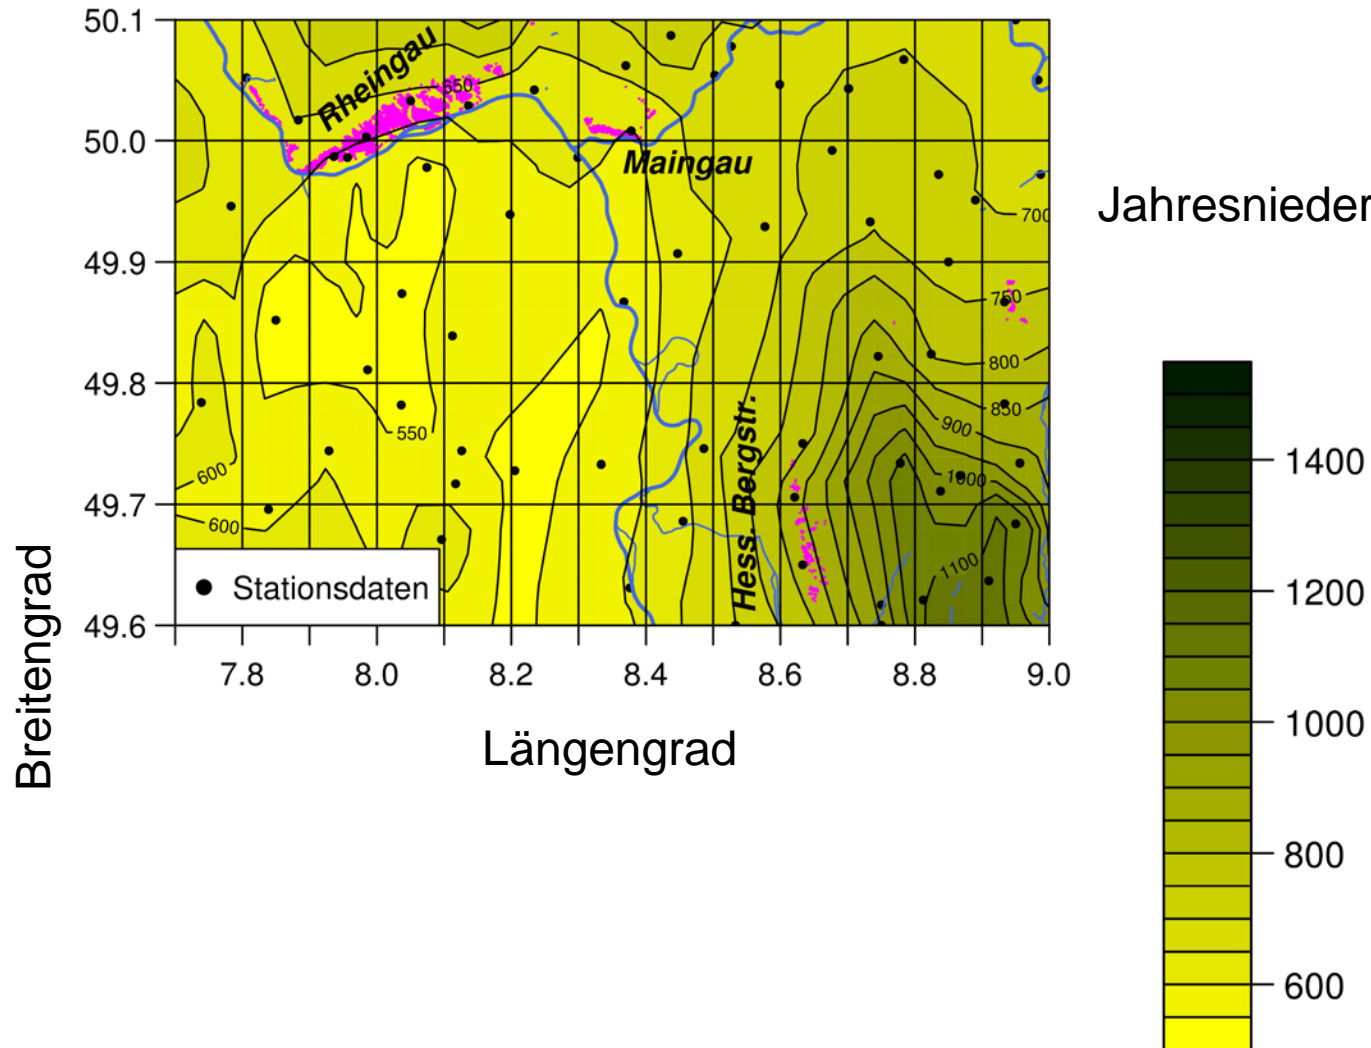 50.1
50.0
49.9
49.8
49.7
49.6
Breitengrad
Rheingau
650
Maingau
Jahresnieder
700
750
800
850
900
1000
1100
550
600
600
Hess. Bergstr.
Stationsdaten
7.8 8.0 8.2 8.4 8.6 8.8 9.0
Längengrad
1400
1200
1000
800
600